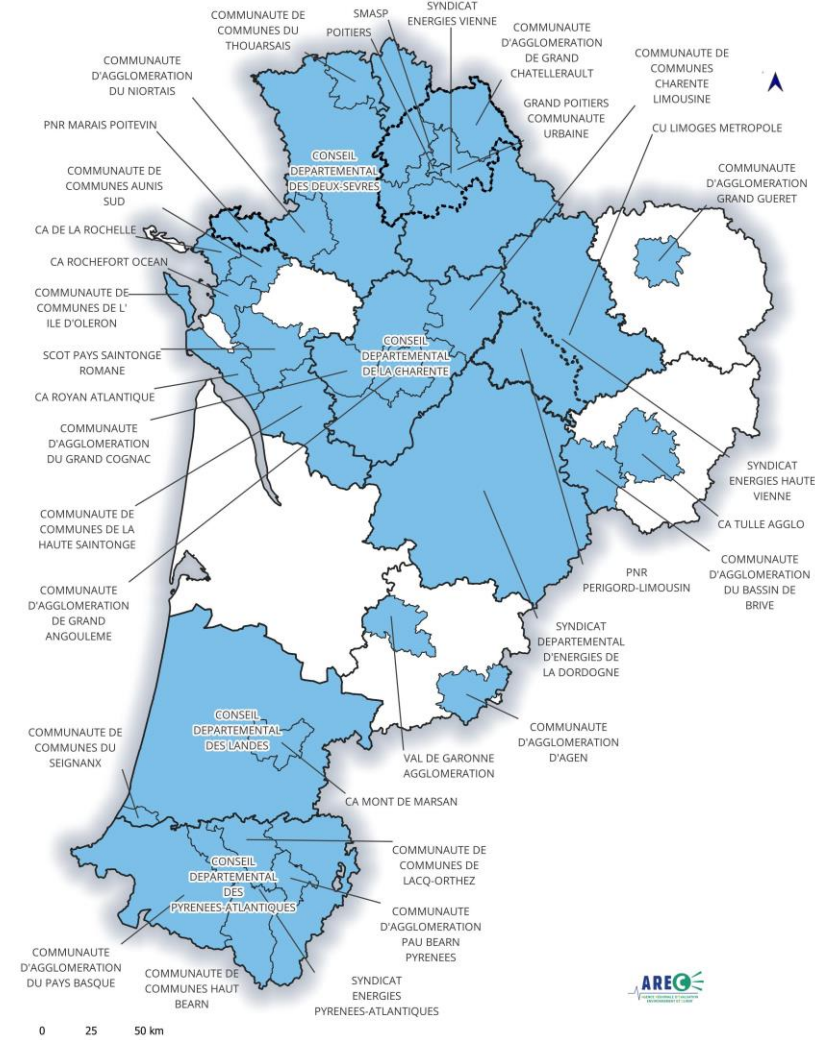 COMMUNAUTE DE
COMMUNES DU
THOUARSAIS
SMASP
POITIERS
SYNDICAT
ENERGIES VIENNE
COMMUNAUTE
D'AGGLOMERATION
DE GRAND
CHATELLERAULT
COMMUNAUTE
D'AGGLOMERATION
DU NIORTAIS
COMMUNAUTE DE
COMMUNES
CHARENTE
LIMOUSINE
GRAND POITIERS
COMMUNAUTE
URBAINE
PNR MARAIS POITEVIN
CU LIMOGES METROPOLE
CONSEIL
DEPARTEMENTAL
DES DEUX-SEVRES
COMMUNAUTE DE
COMMUNES AUNIS
SUD
COMMUNAUTE
D'AGGLOMERATION
GRAND GUERET
CA DE LA ROCHELLE
CA ROCHEFORT OCEAN
COMMUNAUTE DE
COMMUNES DE L'
ILE D'OLERON
CONSEIL
DEPARTEMENTAL
DE LA CHARENTE
SCOT PAYS SAINTONGE
ROMANE
CA ROYAN ATLANTIQUE
COMMUNAUTE
D'AGGLOMERATION
DU GRAND COGNAC
SYNDICAT
ENERGIES HAUTE
VIENNE
COMMUNAUTE DE
COMMUNES DE LA
HAUTE SAINTONGE
CA TULLE AGGLO
COMMUNAUTE
D'AGGLOMERATION
DU BASSIN DE
BRIVE
PNR
PERIGORD-LIMOUSIN
COMMUNAUTE
D'AGGLOMERATION
DE GRAND
ANGOULEME
SYNDICAT
DEPARTEMENTAL
D'ENERGIES DE
LA DORDOGNE
CONSEIL
DEPARTEMENTAL
DES LANDES
COMMUNAUTE DE
COMMUNES DU
SEIGNANX
COMMUNAUTE
D'AGGLOMERATION
D'AGEN
VAL DE GARONNE
AGGLOMERATION
CA MONT DE MARSAN
COMMUNAUTE DE
COMMUNES DE
LACQ-ORTHEZ
CONSEIL
DEPARTEMENTAL
DES
PYRENEES-ATLANTIQUES
COMMUNAUTE
D'AGGLOMERATION
PAU BEARN
PYRENEES
COMMUNAUTE
D'AGGLOMERATION
DU PAYS BASQUE
COMMUNAUTE DE
COMMUNES HAUT
BEARN
SYNDICAT
ENERGIES
PYRENEES-ATLANTIQUES
AREC
0 25 50 km